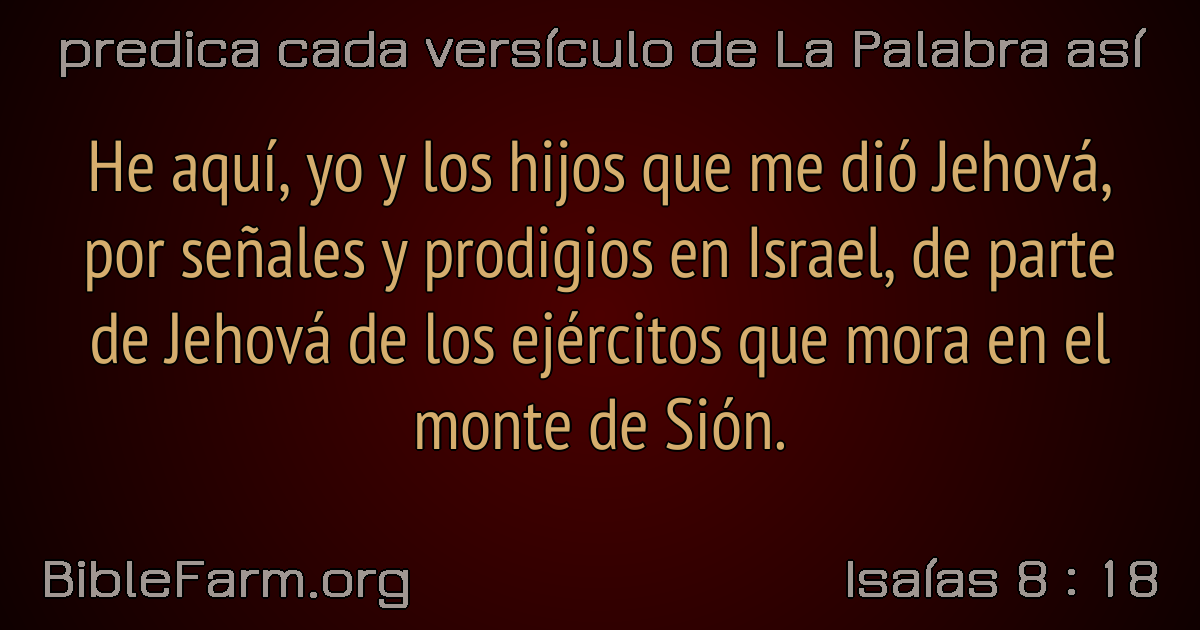 predica cada versículo de La Palabra así
He aquí, yo y los hijos que me dió Jehová,
por señales y prodigios en Israel, de parte
de Jehová de los ejércitos que mora en el
monte de Sión.
BibleFarm.org
Isaías 8 : 18